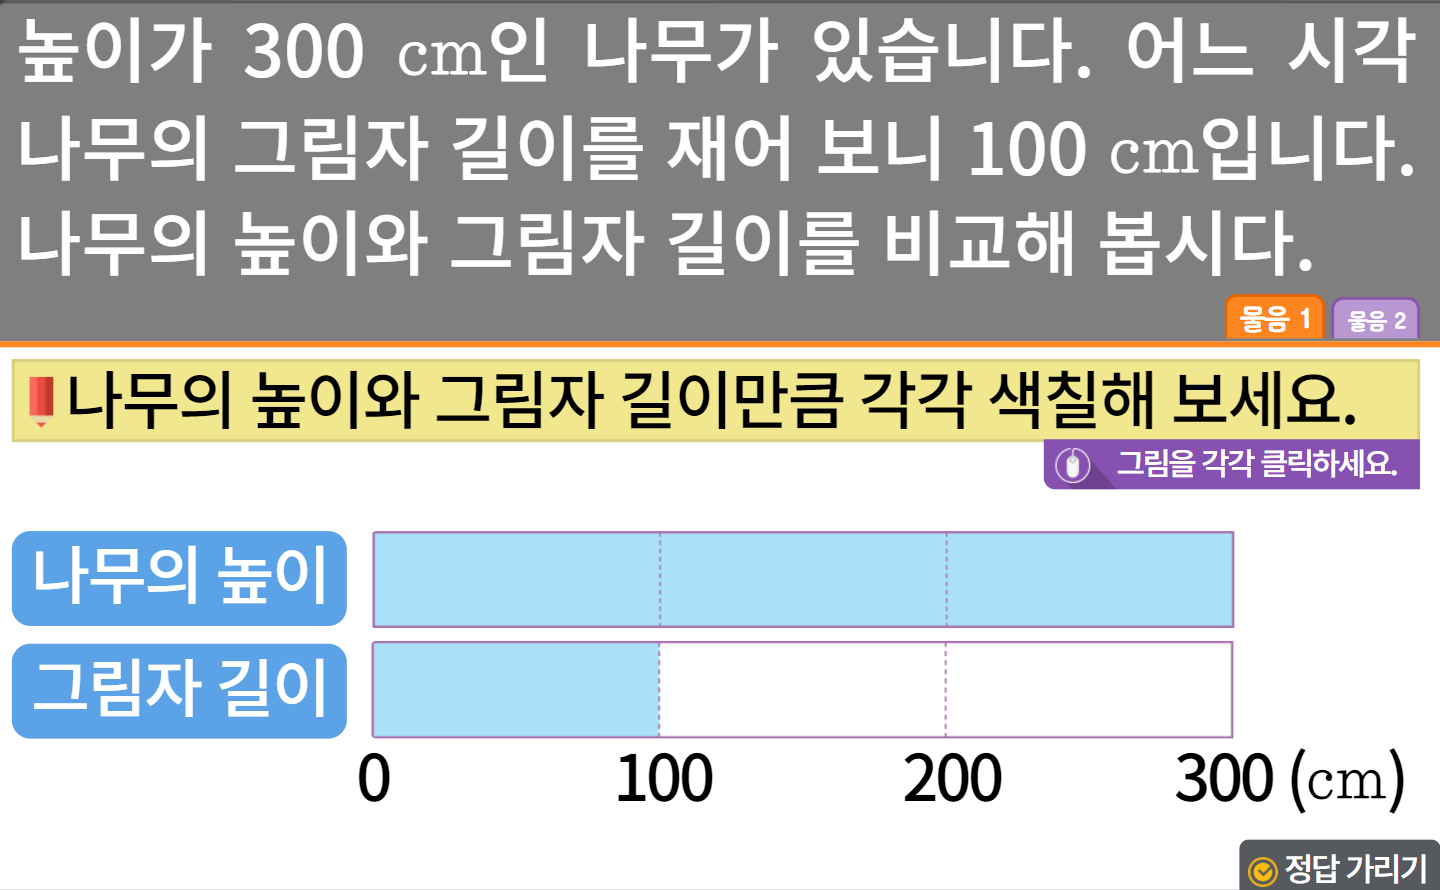 높이가 300 cm인 나무가 있습니다. 어느 시각
나무의 그림자 길이를 재어 보니 100 cm입니다.
나무의 높이와 그림자 길이를 비교해 봅시다.
물음 1 물음 2
나무의 높이와 그림자 길이만큼 각각 색칠해 보세요.
그림을 각각 클릭하세요.
나무의 높이
그림자 길이
0 100 200 300 (cm)
정답 가리기